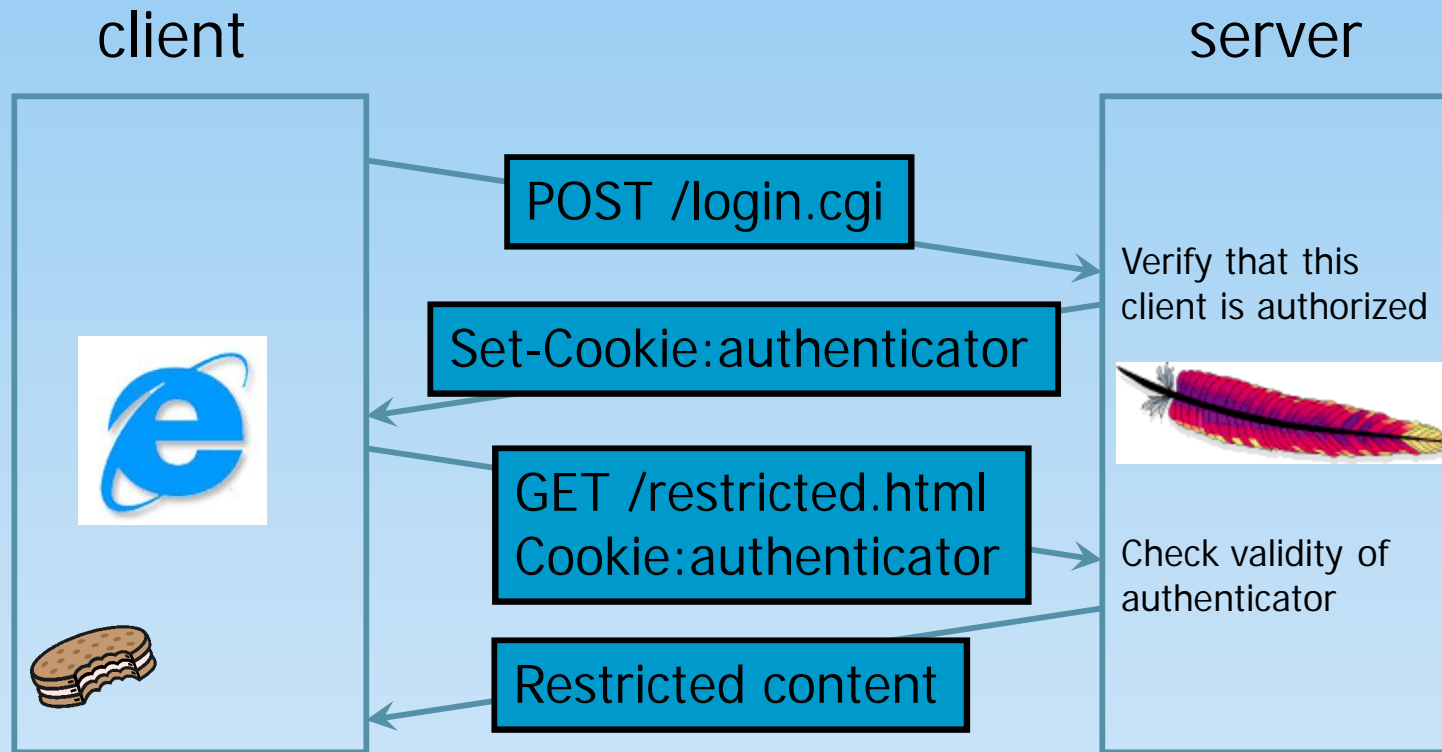 client
server
POST /login.cgi
Verify that this
client is authorized
Set-Cookie:authenticator
GET /restricted.html
Cookie:authenticator
Check validity of
authenticator
Restricted content